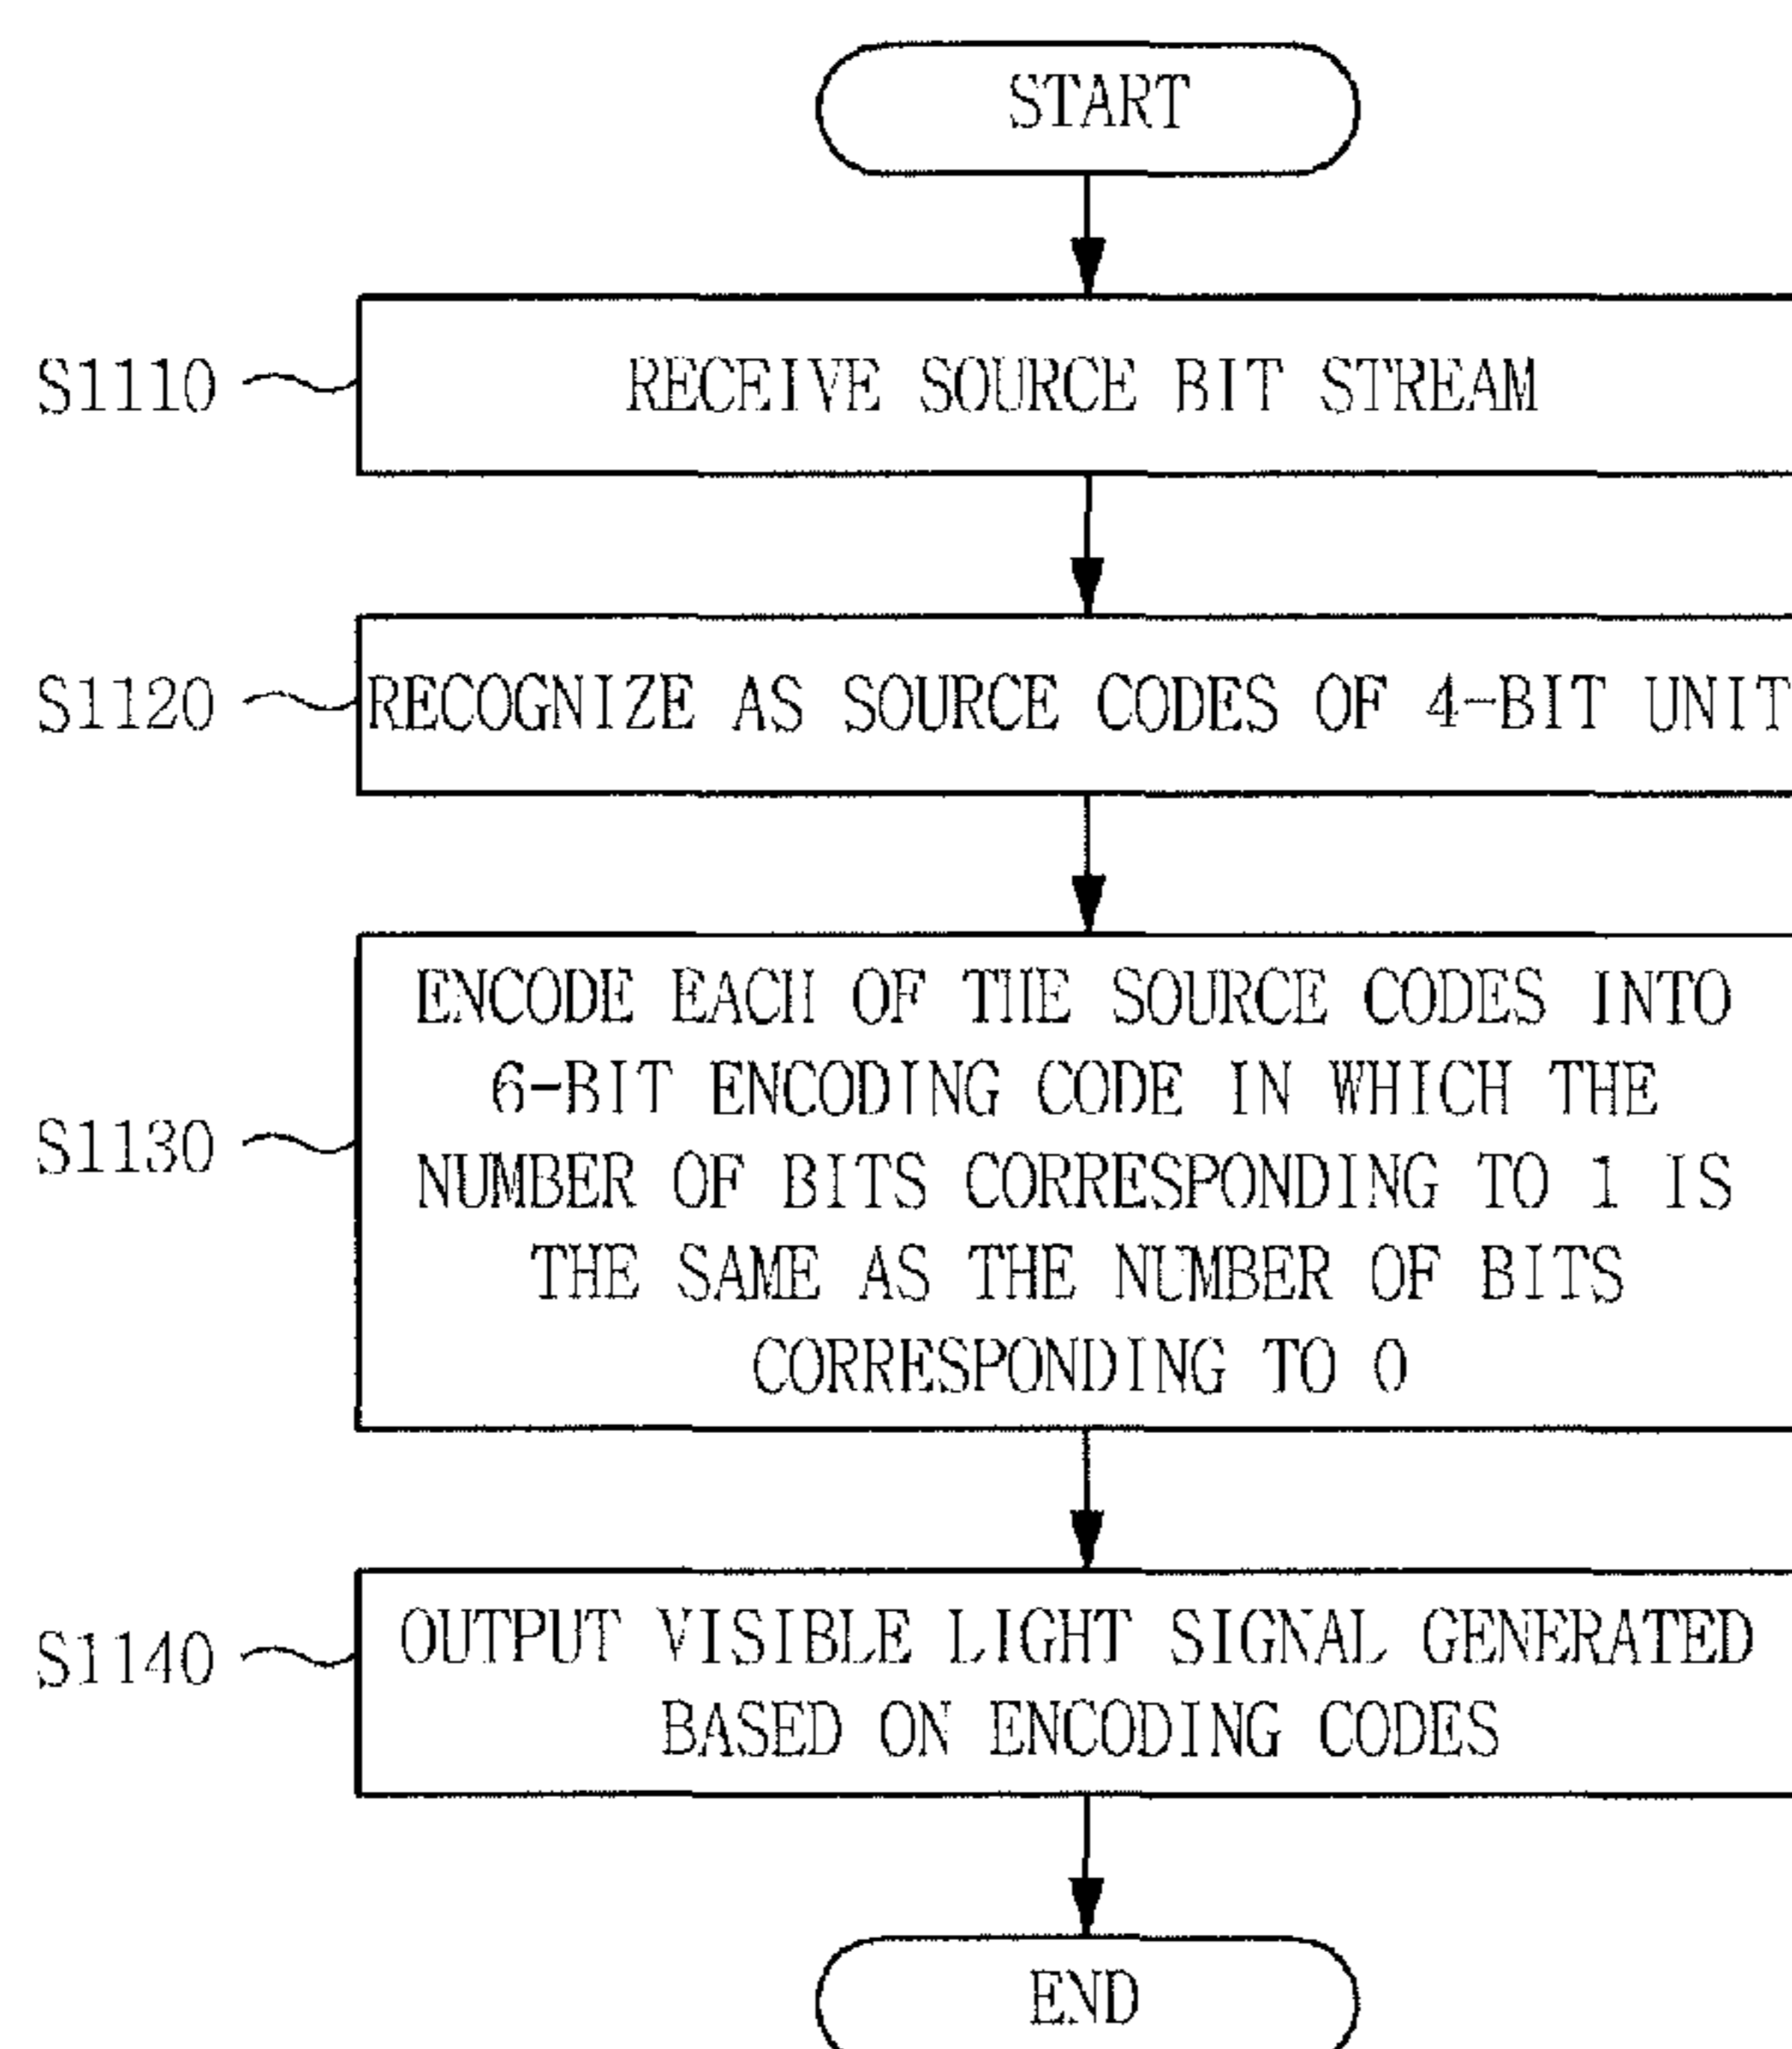 START
S1110
RECEIVE SOURCE BIT STREAM
S1120
RECOGNIZE AS SOURCE CODES OF 4-BIT UNIT
S1130
ENCODE EACH OF THE SOURCE CODES INTO
6-BIT ENCODING CODE IN WHICH THE
NUMBER OF BITS CORRESPONDING TO 1 IS
THE SAME AS THE NUMBER OF BITS
CORRESPONDING TO 0
S1140
OUTPUT VISIBLE LIGHT SIGNAL GENERATED
BASED ON ENCODING CODES
END